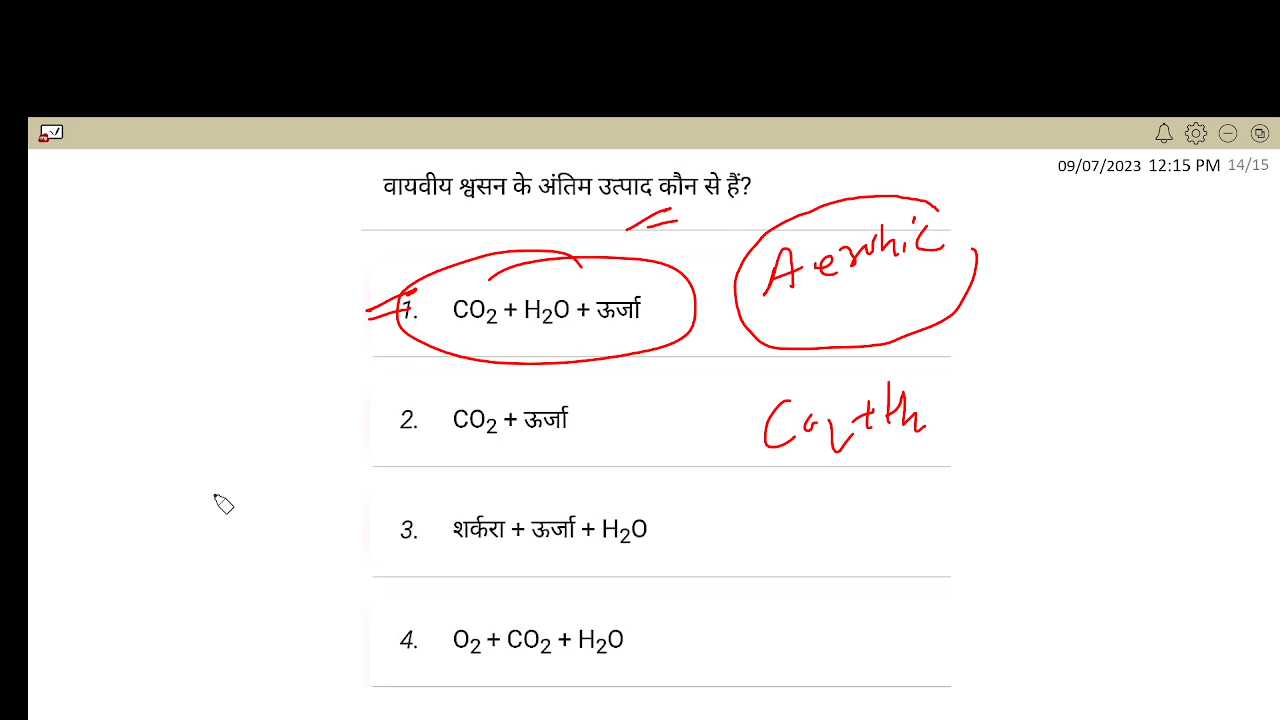 09/07/2023 12:15 PM 14/15
वायवीय श्वसन के अंतिम उत्पाद कौन से हैं?
Aerobic
1. CO₂ + H₂O + ऊर्जा
2. CO₂ + ऊर्जा
3. शर्करा + ऊर्जा + H₂O
4. O₂ + CO₂ + H₂O